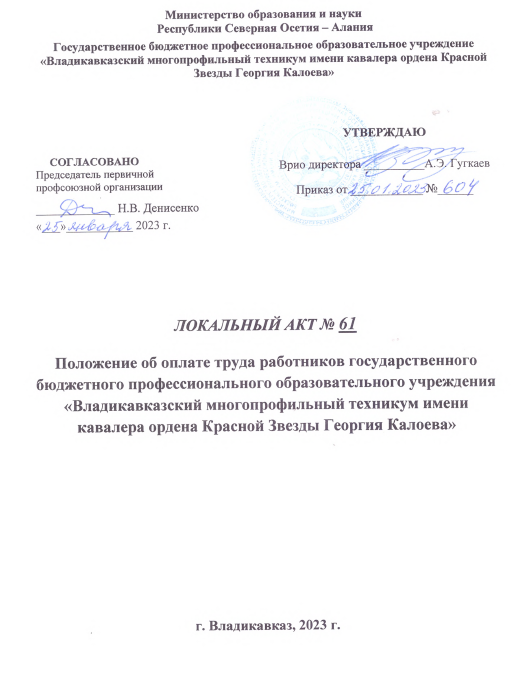 Министерство образования и науки
Республики Северная Осетия – Алания
Государственное бюджетное профессиональное образовательное учреждение
«Владикавказский многопрофильный техникум имени кавалера ордена Красной
Звезды Георгия Калоева»
УТВЕРЖДАЮ
Врио директора А.Э. Гугкаев
Приказ от 25.01.2023 № 604
СОГЛАСОВАНО
Председатель первичной
профсоюзной организации
Н.В. Денисенко
«25» января 2023 г.
ЛОКАЛЬНЫЙ АКТ № 61
Положение об оплате труда работников государственного
бюджетного профессионального образовательного учреждения
«Владикавказский многопрофильный техникум имени
кавалера ордена Красной Звезды Георгия Калоева»
г. Владикавказ, 2023 г.